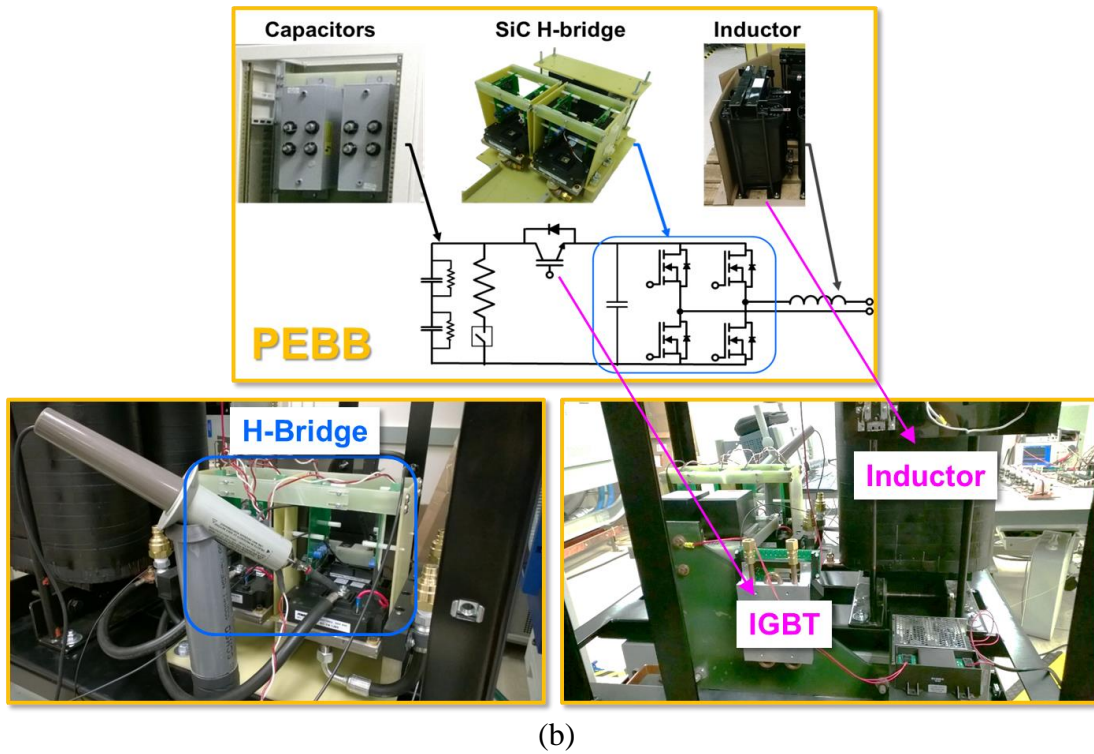 Capacitors
SiC H-bridge
Inductor
PEBB
H-Bridge
Inductor
IGBT
(b)